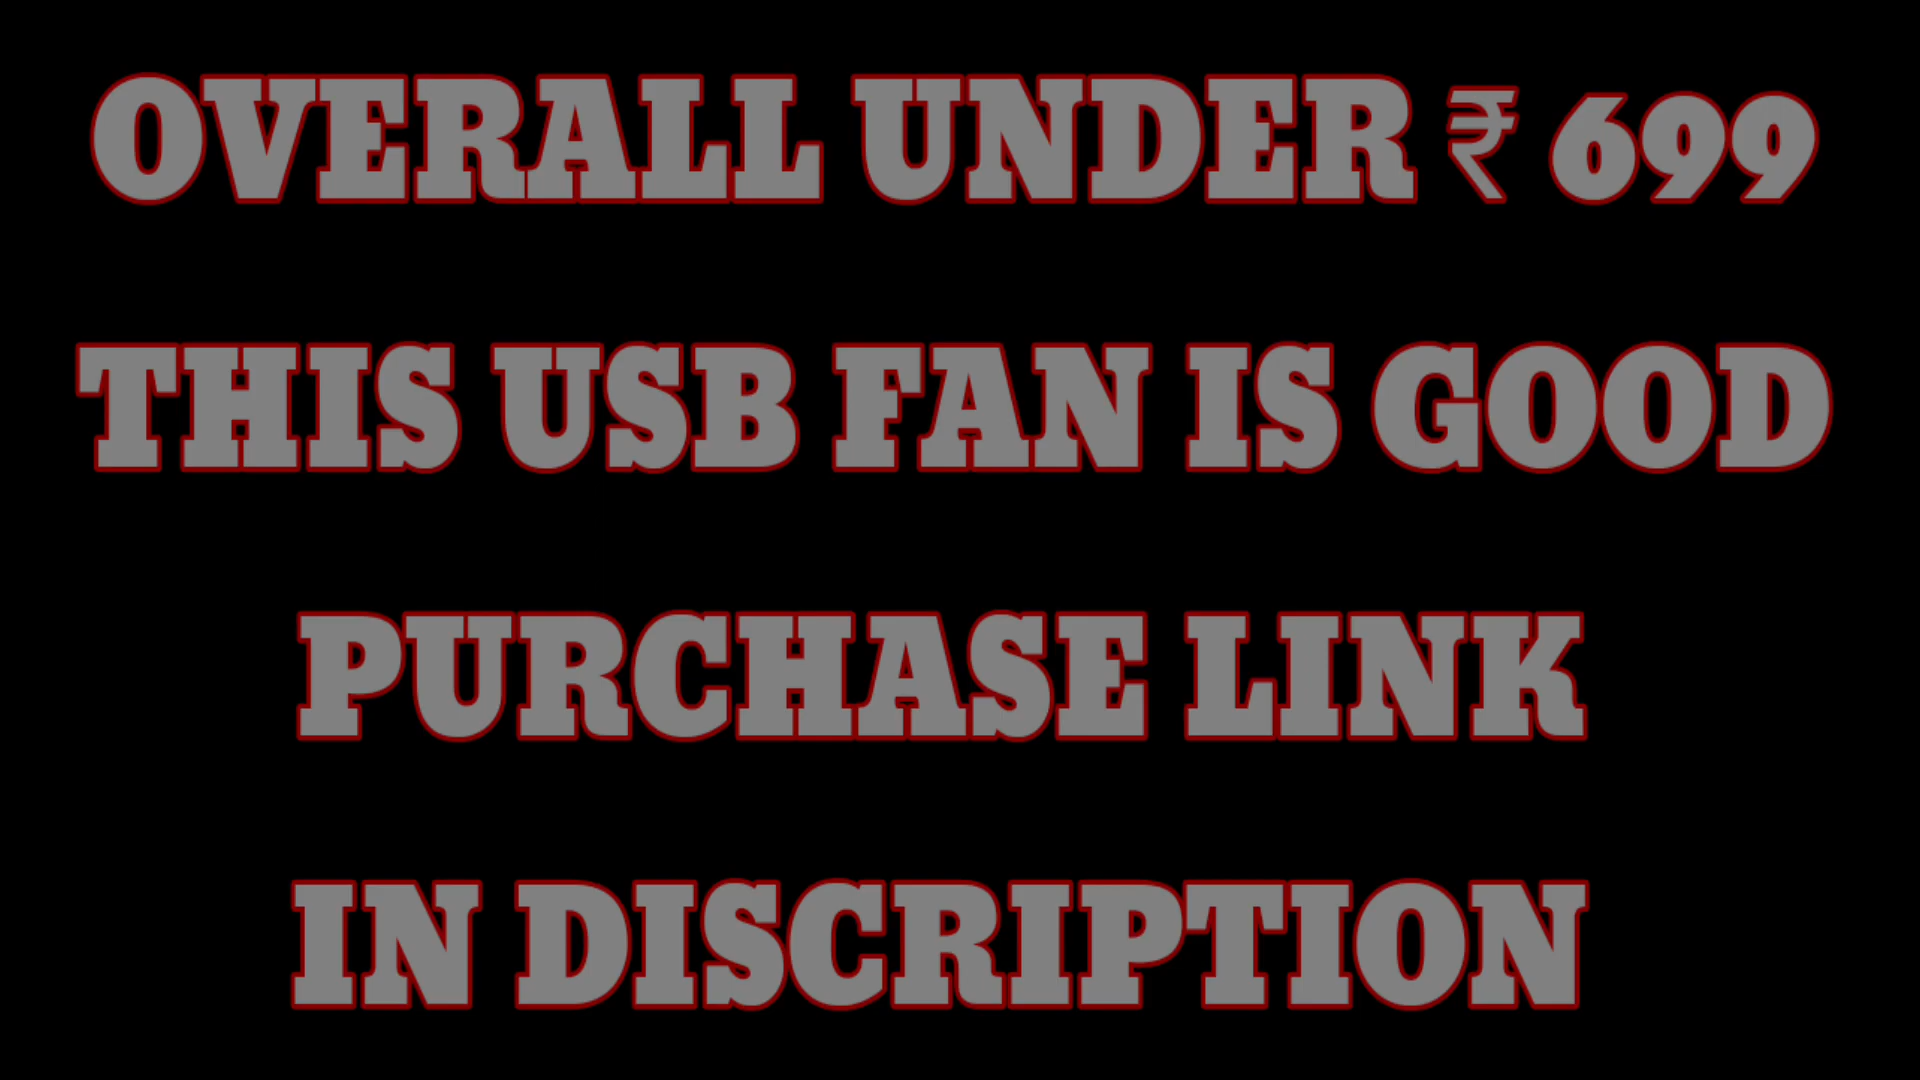 OVERALL UNDER ₹ 699
THIS USB FAN IS GOOD
PURCHASE LINK
IN DISCRIPTION